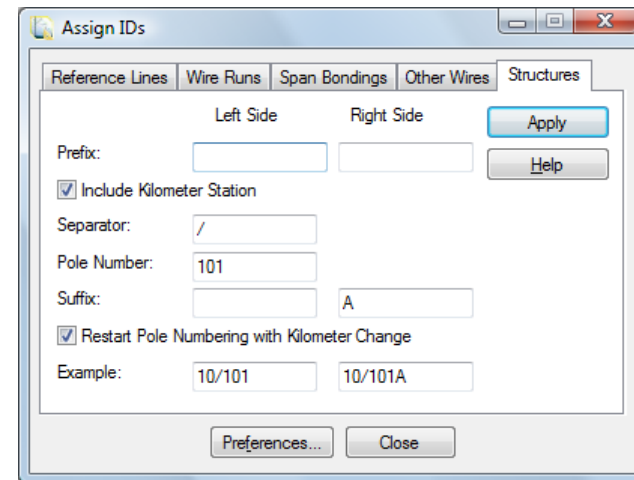 Assign IDs
Reference Lines Wire Runs Span Bondings Other Wires Structures
Left Side Right Side Apply
Prefix: Help
Include Kilometer Station
Separator: /
Pole Number: 101
Suffix: A
Restart Pole Numbering with Kilometer Change
Example: 10/101 10/101A
Preferences... Close